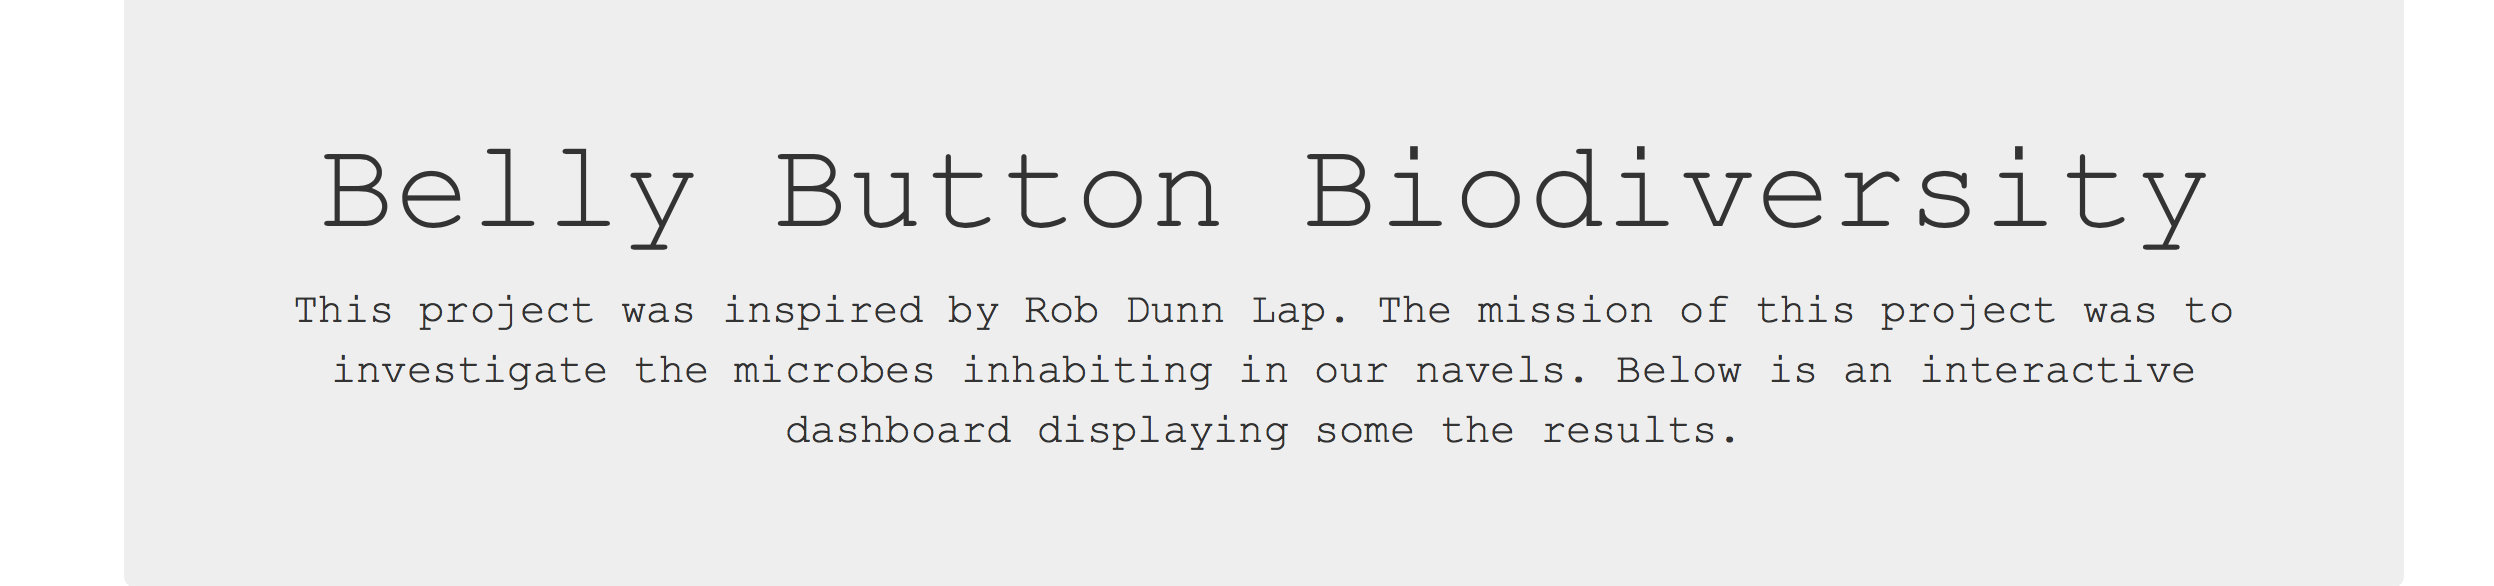 Belly Button Biodiversity
This project was inspired by Rob Dunn Lap. The mission of this project was to
investigate the microbes inhabiting in our navels. Below is an interactive
dashboard displaying some the results.